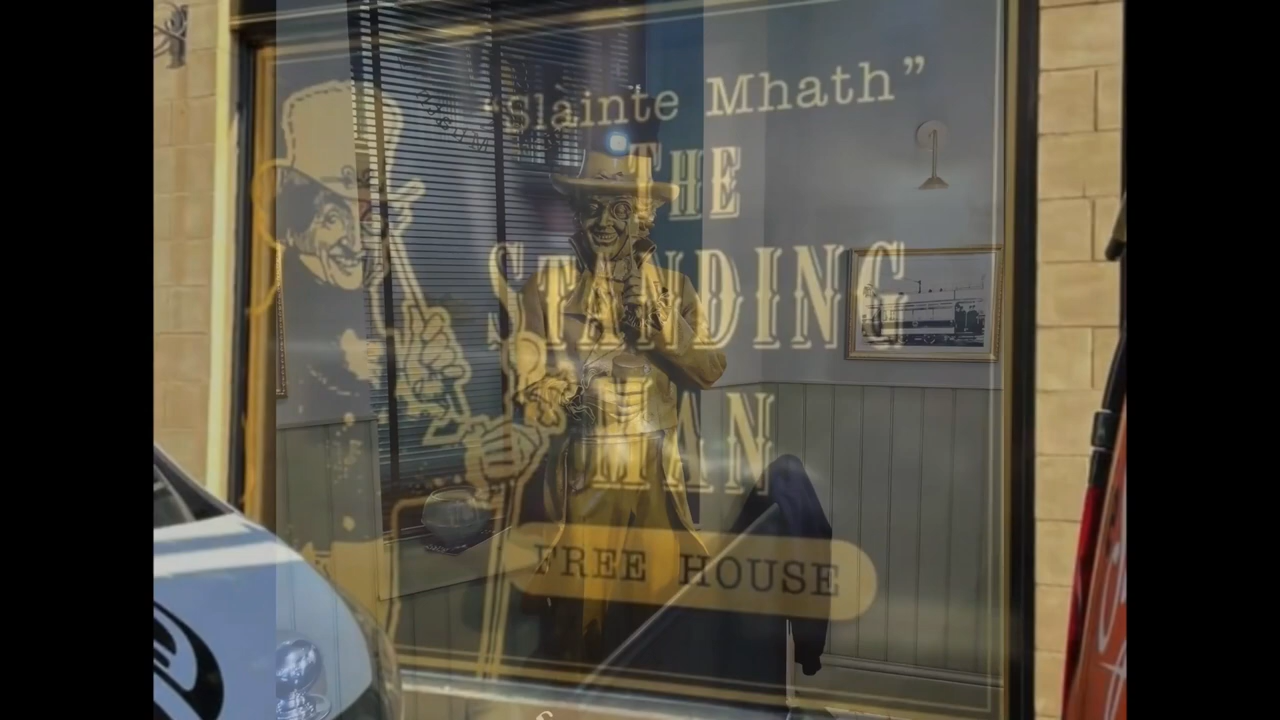 “Slainte Mhath”
THE
STANDING
MAN
FREE HOUSE